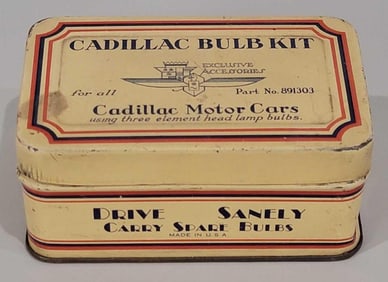 CADILLAC BULB KIT
EXCLUSIVE
ACCESSORIES
for all Part No. 891303
Cadillac Motor Cars
using three element head lamp bulbs.
DRIVE SANELY
CARRY SPARE BULBS
MADE IN U.S.A